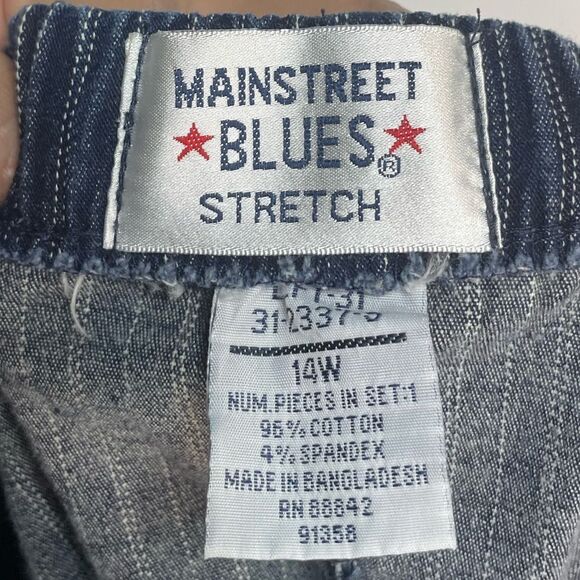 MAINSTREET
★BLUES★®
STRETCH
14W
NUM.PIECES IN SET:1
96% COTTON
4% SPANDEX
MADE IN BANGLADESH
RN 88842
91358